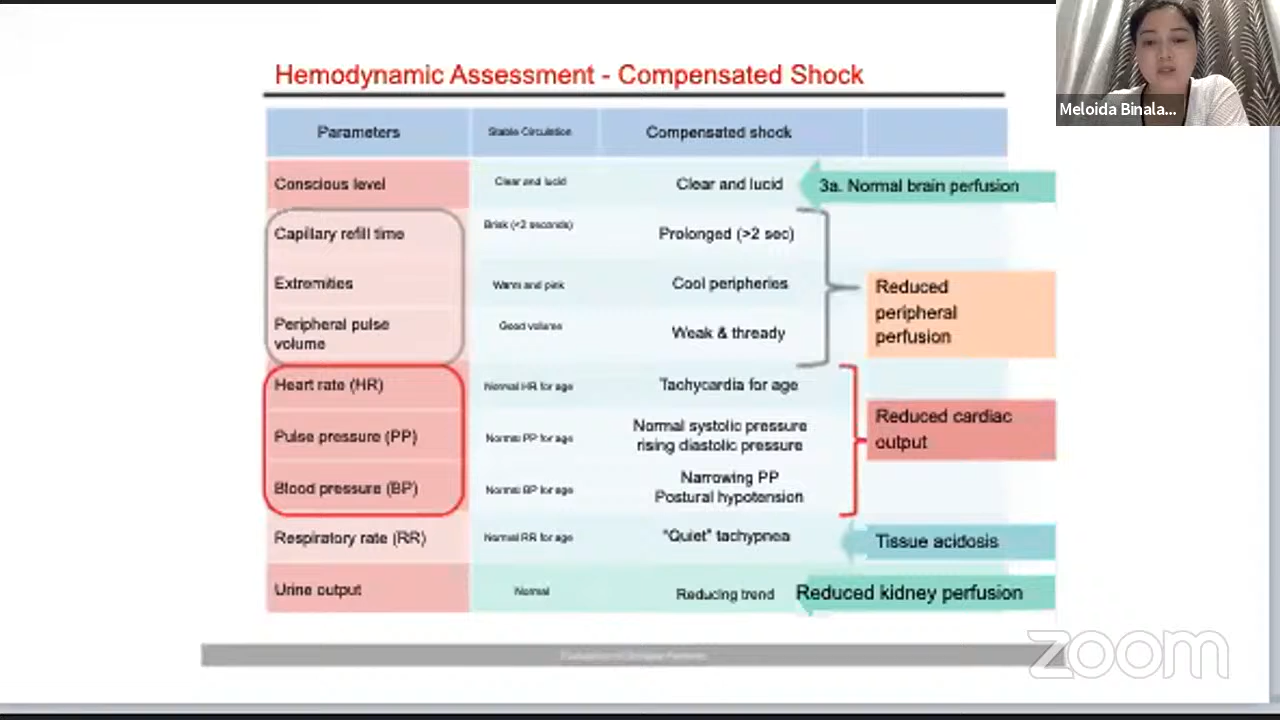 Hemodynamic Assessment - Compensated Shock
Meloida Binala...
Parameters
Stable Circulation
Compensated shock
Conscious level
Clear and lucid
Clear and lucid
3a. Normal brain perfusion
Capillary refill time
Brisk (<2 seconds)
Prolonged (>2 sec)
Extremities
Warm and pink
Cool peripheries
Peripheral pulse
volume
Good volume
Weak & thready
Reduced
peripheral
perfusion
Heart rate (HR)
Normal HR for age
Tachycardia for age
Pulse pressure (PP)
Normal PP for age
Normal systolic pressure
rising diastolic pressure
Reduced cardiac
output
Blood pressure (BP)
Normal BP for age
Narrowing PP
Postural hypotension
Respiratory rate (RR)
Normal RR for age
"Quiet" tachypnea
Tissue acidosis
Urine output
Normal
Reducing trend
Reduced kidney perfusion
zoom